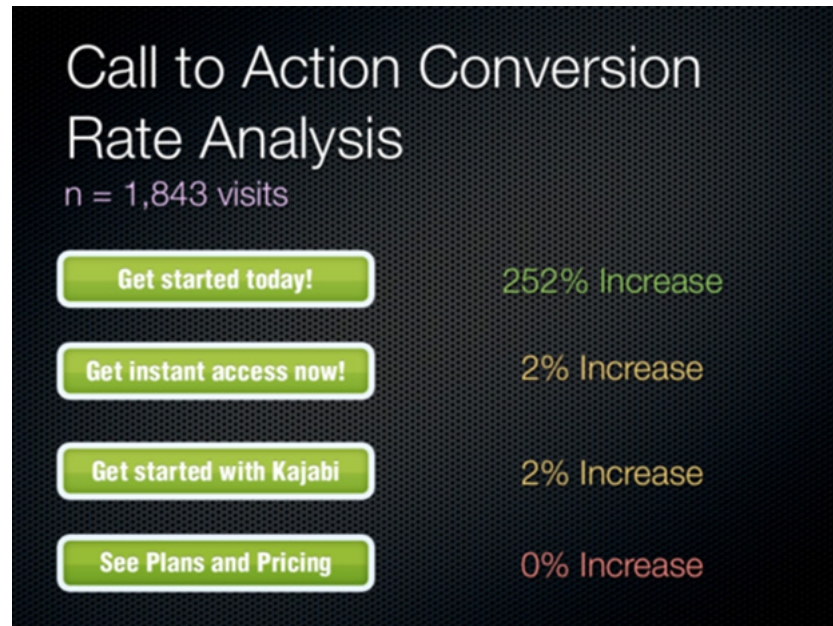 Call to Action Conversion
Rate Analysis
n = 1,843 visits
Get started today! 252% Increase
Get instant access now! 2% Increase
Get started with Kajabi 2% Increase
See Plans and Pricing 0% Increase